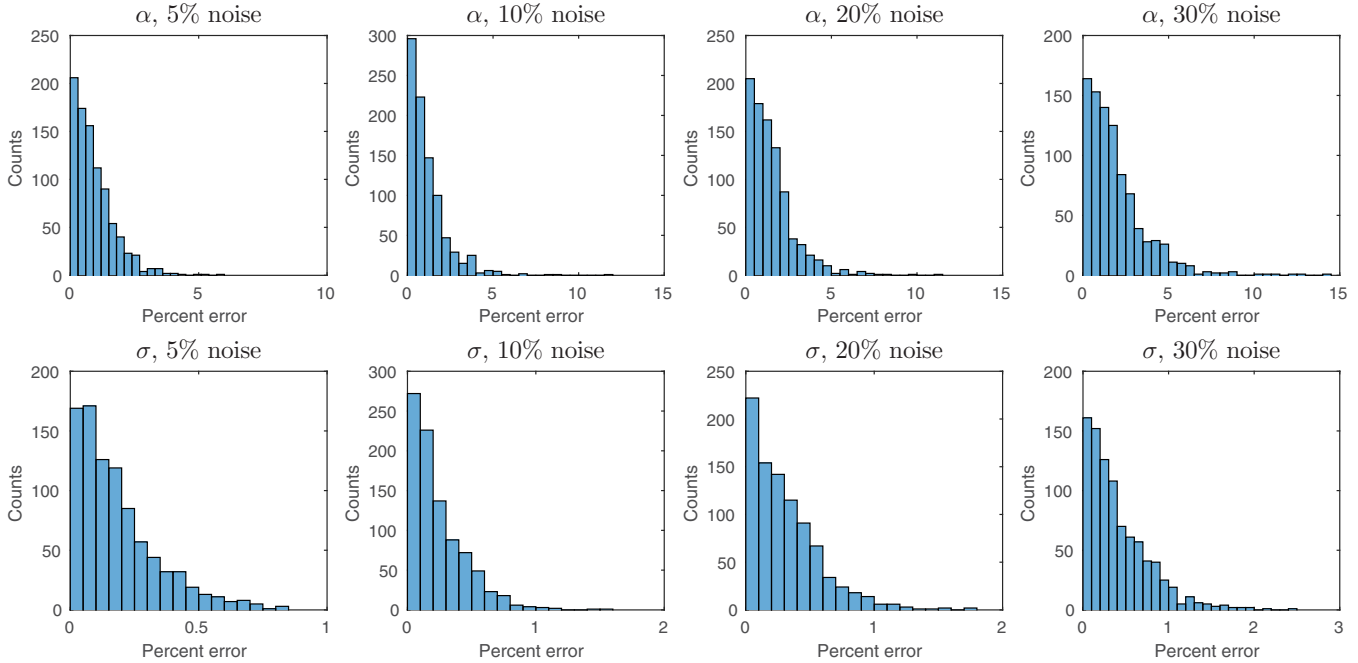 α, 5% noise
250
200
150
100
50
0
Counts
0 5 10
Percent error
α, 10% noise
300
250
200
150
100
50
0
Counts
0 5 10 15
Percent error
α, 20% noise
250
200
150
100
50
0
Counts
0 5 10 15
Percent error
α, 30% noise
200
150
100
50
0
Counts
0 5 10 15
Percent error
σ, 5% noise
200
150
100
50
0
Counts
0 0.5 1
Percent error
σ, 10% noise
300
250
200
150
100
50
0
Counts
0 1 2
Percent error
σ, 20% noise
250
200
150
100
50
0
Counts
0 1 2
Percent error
σ, 30% noise
200
150
100
50
0
Counts
0 1 2 3
Percent error